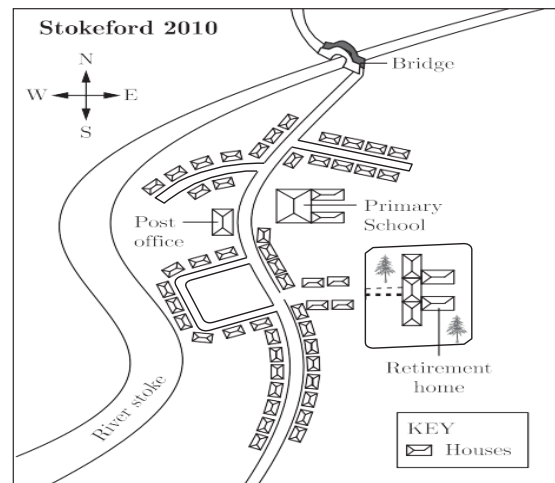 Stokeford 2010
N
W E
S
Bridge
Primary
School
Post
office
Retirement
home
River stoke
KEY
Houses